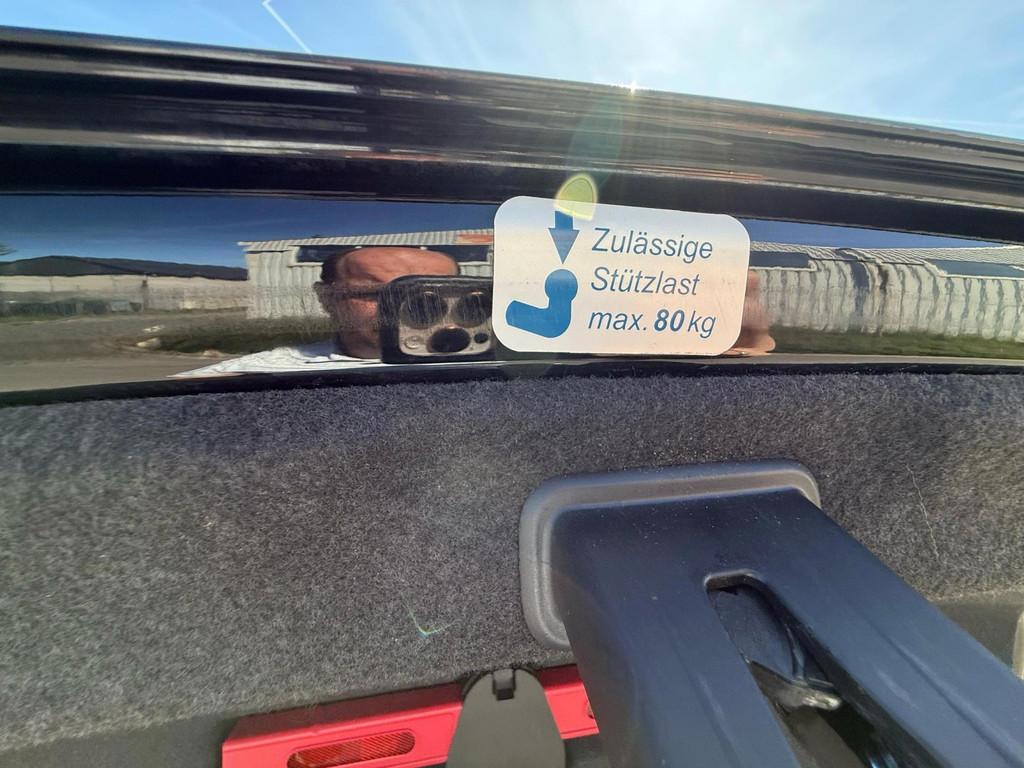 Zulässige
Stützlast
max. 80 kg